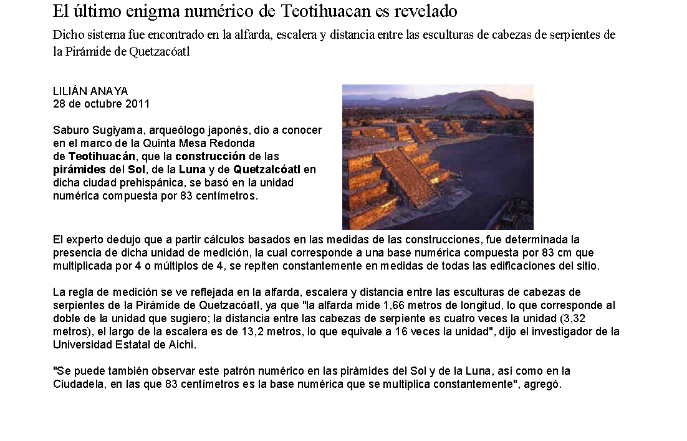 El último enigma numérico de Teotihuacan es revelado
Dicho sistema fue encontrado en la alfarda, escalera y distancia entre las esculturas de cabezas de serpientes de
la Pirámide de Quetzacóatl
LILIÁN ANAYA
28 de octubre 2011
Saburo Sugiyama, arqueólogo japonés, dio a conocer
en el marco de la Quinta Mesa Redonda
de Teotihuacán, que la construcción de las
pirámides del Sol, de la Luna y de Quetzalcóatl en
dicha ciudad prehispánica, se basó en la unidad
numérica compuesta por 83 centímetros.
El experto dedujo que a partir cálculos basados en las medidas de las construcciones, fue determinada la
presencia de dicha unidad de medición, la cual corresponde a una base numérica compuesta por 83 cm que
multiplicada por 4 o múltiplos de 4, se repiten constantemente en medidas de todas las edificaciones del sitio.
La regla de medición se ve reflejada en la alfarda, escalera y distancia entre las esculturas de cabezas de
serpientes de la Pirámide de Quetzacóatl, ya que "la alfarda mide 1,66 metros de longitud, lo que corresponde al
doble de la unidad que sugiero; la distancia entre las cabezas de serpiente es cuatro veces la unidad (3,32
metros), el largo de la escalera es de 13,2 metros, lo que equivale a 16 veces la unidad", dijo el investigador de la
Universidad Estatal de Aichi.
"Se puede también observar este patrón numérico en las pirámides del Sol y de la Luna, así como en la
Ciudadela, en las que 83 centímetros es la base numérica que se multiplica constantemente", agregó.